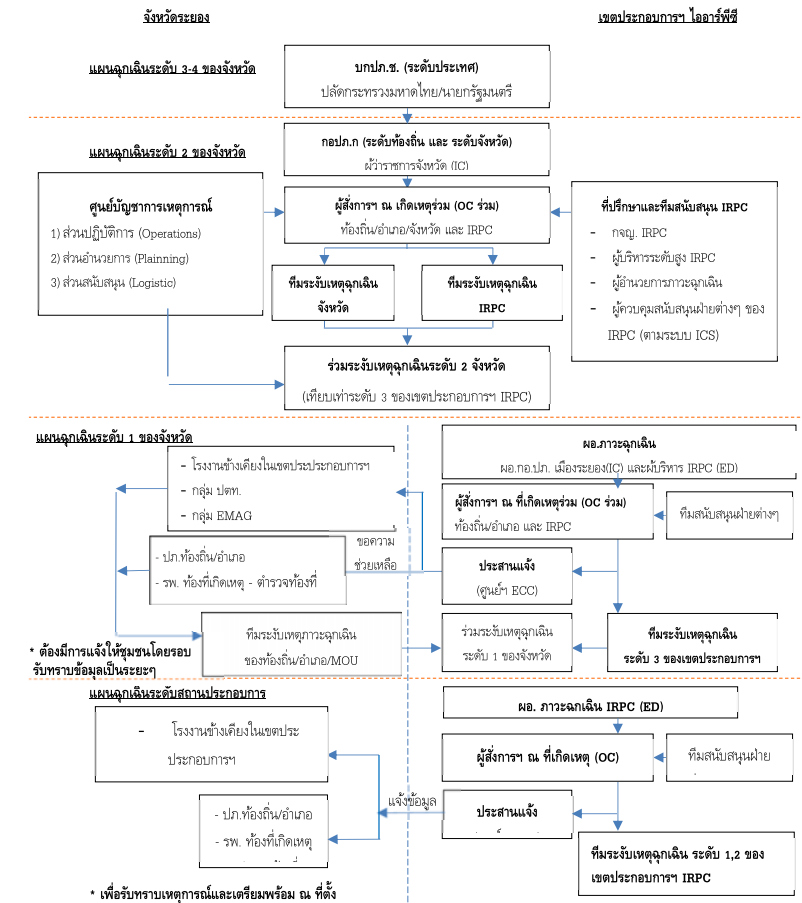 จังหวัดระยอง
เขตประกอบการฯ ไออาร์พีซี
แผนฉุกเฉินระดับ 3-4 ของจังหวัด
บกปภ.ช. (ระดับประเทศ)
ปลัดกระทรวงมหาดไทย/นายกรัฐมนตรี
แผนฉุกเฉินระดับ 2 ของจังหวัด
กอปภ.ก (ระดับท้องถิ่น และ ระดับจังหวัด)
ผู้ว่าราชการจังหวัด (IC)
ศูนย์บัญชาการเหตุการณ์
1) ส่วนปฏิบัติการ (Operations)
2) ส่วนอำนวยการ (Plainning)
3) ส่วนสนับสนุน (Logistic)
ผู้สั่งการฯ ณ เกิดเหตุร่วม (OC ร่วม)
ท้องถิ่น/อำเภอ/จังหวัด และ IRPC
ที่ปรึกษาและทีมสนับสนุน IRPC
- กจญ. IRPC
- ผู้บริหารระดับสูง IRPC
- ผู้อำนวยการภาวะฉุกเฉิน
- ผู้ควบคุมสนับสนุนฝ่ายต่างๆ ของ
IRPC (ตามระบบ ICS)
ทีมระงับเหตุฉุกเฉิน
จังหวัด
ทีมระงับเหตุฉุกเฉิน
IRPC
ร่วมระงับเหตุฉุกเฉินระดับ 2 จังหวัด
(เทียบเท่าระดับ 3 ของเขตประกอบการฯ IRPC)
แผนฉุกเฉินระดับ 1 ของจังหวัด
ผอ.ภาวะฉุกเฉิน
ผอ.กอ.ปภ. เมืองระยอง(IC) และผู้บริหาร IRPC (ED)
- โรงงานข้างเคียงในเขตประประกอบการฯ
- กลุ่ม ปตท.
- กลุ่ม EMAG
ผู้สั่งการฯ ณ ที่เกิดเหตุร่วม (OC ร่วม)
ท้องถิ่น/อำเภอ และ IRPC
ทีมสนับสนุนฝ่ายต่างๆ
ขอความ
ช่วยเหลือ
- ปภ.ท้องถิ่น/อำเภอ
- รพ. ท้องที่เกิดเหตุ - ตำรวจท้องที่
ประสานแจ้ง
(ศูนย์ฯ ECC)
ทีมระงับเหตุภาวะฉุกเฉิน
ของท้องถิ่น/อำเภอ/MOU
ร่วมระงับเหตุฉุกเฉิน
ระดับ 1 ของจังหวัด
ทีมระงับเหตุฉุกเฉิน
ระดับ 3 ของเขตประกอบการฯ
* ต้องมีการแจ้งให้ชุมชนโดยรอบ
รับทราบข้อมูลเป็นระยะๆ
แผนฉุกเฉินระดับสถานประกอบการ
ผอ. ภาวะฉุกเฉิน IRPC (ED)
- โรงงานข้างเคียงในเขตประ
ประกอบการฯ
ผู้สั่งการฯ ณ ที่เกิดเหตุ (OC)
ทีมสนับสนุนฝ่าย
แจ้งข้อมูล
- ปภ.ท้องถิ่น/อำเภอ
- รพ. ท้องที่เกิดเหตุ
ประสานแจ้ง
ทีมระงับเหตุฉุกเฉิน ระดับ 1,2 ของ
เขตประกอบการฯ IRPC
* เพื่อรับทราบเหตุการณ์และเตรียมพร้อม ณ ที่ตั้ง